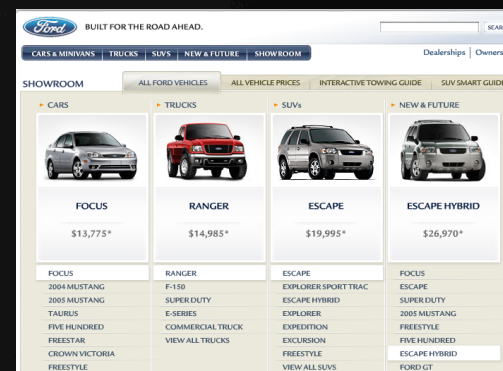 Ford BUILT FOR THE ROAD AHEAD.
SEAR
CARS & MINIVANS TRUCKS SUVS NEW & FUTURE SHOWROOM
Dealerships Owners
SHOWROOM ALL FORD VEHICLES ALL VEHICLE PRICES INTERACTIVE TOWING GUIDE SUV SMART GUIDE
CARS TRUCKS SUVs NEW & FUTURE
FOCUS RANGER ESCAPE ESCAPE HYBRID
$13,775* $14,985* $19,995* $26,970*
FOCUS RANGER ESCAPE FOCUS
2004 MUSTANG F-150 EXPLORER SPORT TRAC ESCAPE
2005 MUSTANG SUPER DUTY ESCAPE HYBRID SUPER DUTY
TAURUS E-SERIES EXPLORER 2005 MUSTANG
FIVE HUNDRED COMMERCIAL TRUCK EXPEDITION FREESTYLE
FREESTAR VIEW ALL TRUCKS EXCURSION FIVE HUNDRED
CROWN VICTORIA FREESTYLE ESCAPE HYBRID
FREESTYLE VIEW ALL SUVS FORD GT